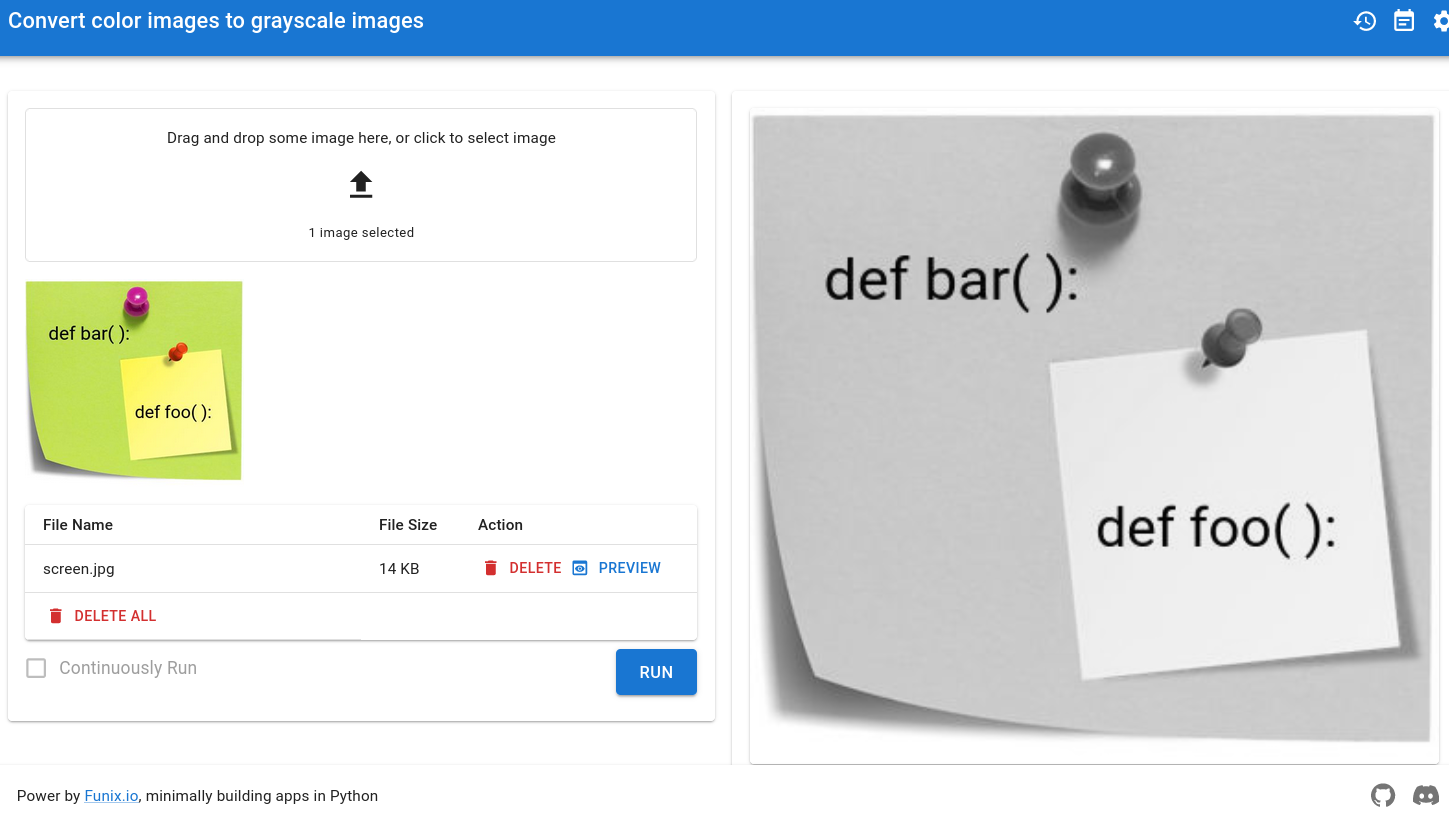 Convert color images to grayscale images
Drag and drop some image here, or click to select image
1 image selected
def bar( ):
def foo( ):
File Name File Size Action
screen.jpg 14 KB DELETE PREVIEW
DELETE ALL
Continuously Run RUN
def bar( ):
def foo( ):
Power by Funix.io, minimally building apps in Python